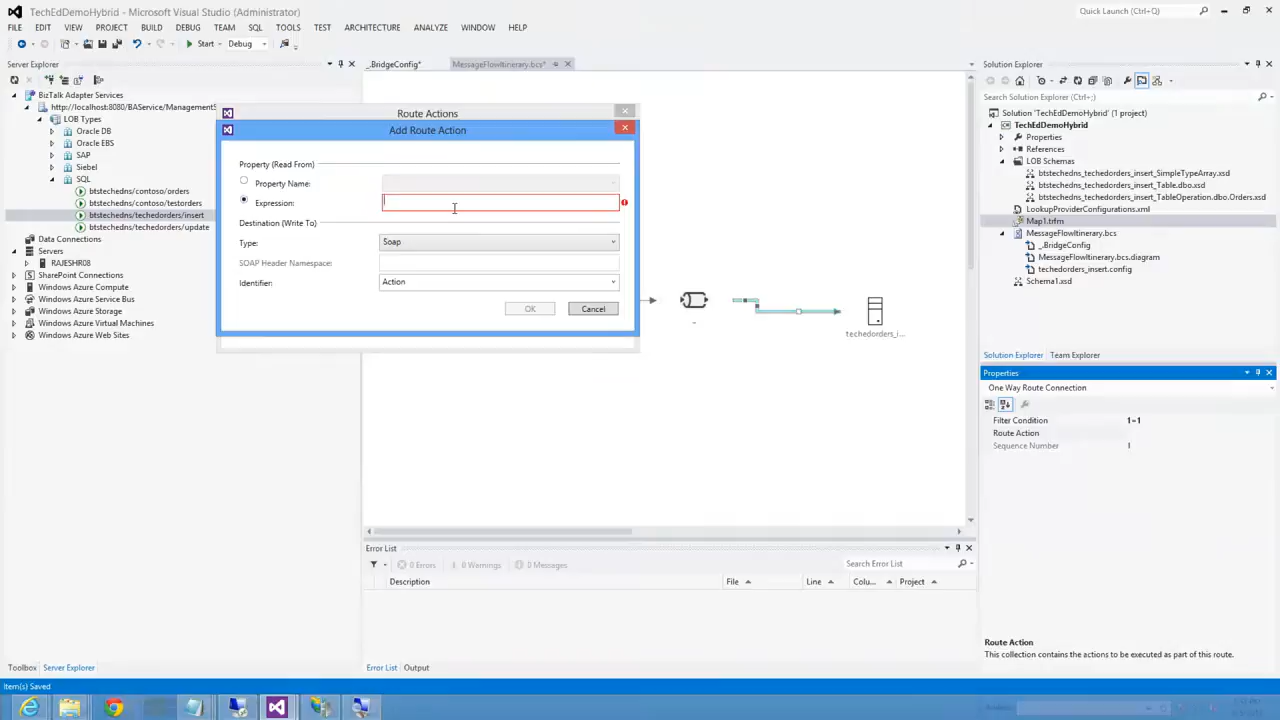 TechEdDemoHybrid (TFS) - Microsoft Visual Studio (Administrator)
Quick Launch (Ctrl+Q)
FILE EDIT VIEW PROJECT BUILD DEBUG TEAM SQL TOOLS TEST ARCHITECTURE ANALYZE WINDOW HELP
Start Debug
Server Explorer
BizTalk Adapter Services
http://localhost:8080/BAService/ManagementS
LOB Types
Oracle DB
Oracle EBS
SAP
Siebel
SQL
btstechedns/contoso/orders
btstechedns/contoso/testorders
btstechedns/techedorders/insert
btstechedns/techedorders/update
Data Connections
Servers
RAJESHR08
SharePoint Connections
Windows Azure Compute
Windows Azure Service Bus
Windows Azure Storage
Windows Azure Virtual Machines
Windows Azure Web Sites
Toolbox Server Explorer
_.BridgeConfig*
MessageFlowItinerary.bcs*
Route Actions
Add Route Action
Property (Read From)
Property Name:
Expression:
Destination (Write To)
Type: Soap
SOAP Header Namespace:
Identifier: Action
OK Cancel
techedorders_i...
Error List
0 Errors 0 Warnings 0 Messages
Search Error List
Description File Line Colu... Project
Error List Output
Solution Explorer
Search Solution Explorer (Ctrl+;)
Solution 'TechEdDemoHybrid' (1 project)
TechEdDemoHybrid
Properties
References
LOB Schemas
btstechedns_techedorders_insert_SimpleTypeArray.xsd
btstechedns_techedorders_insert_Table.dbo.xsd
btstechedns_techedorders_insert_TableOperation.dbo.Orders.xsd
LookupProviderConfigurations.xml
Map1.trfm
MessageFlowItinerary.bcs
_.BridgeConfig
MessageFlowItinerary.bcs.diagram
techedorders_insert.config
Schema1.xsd
Solution Explorer Team Explorer
Properties
One Way Route Connection
Filter Condition 1=1
Route Action
Sequence Number 1
Route Action
This collection contains the actions to be executed as part of this route.
Item(s) Saved